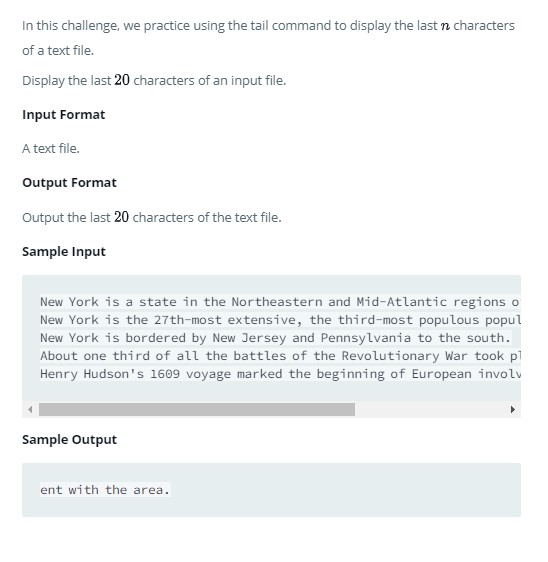 In this challenge, we practice using the tail command to display the last n characters
of a text file.
Display the last 20 characters of an input file.
Input Format
A text file.
Output Format
Output the last 20 characters of the text file.
Sample Input
New York is a state in the Northeastern and Mid-Atlantic regions o
New York is the 27th-most extensive, the third-most populous popul
New York is bordered by New Jersey and Pennsylvania to the south.
About one third of all the battles of the Revolutionary War took pl
Henry Hudson's 1609 voyage marked the beginning of European involv
Sample Output
ent with the area.